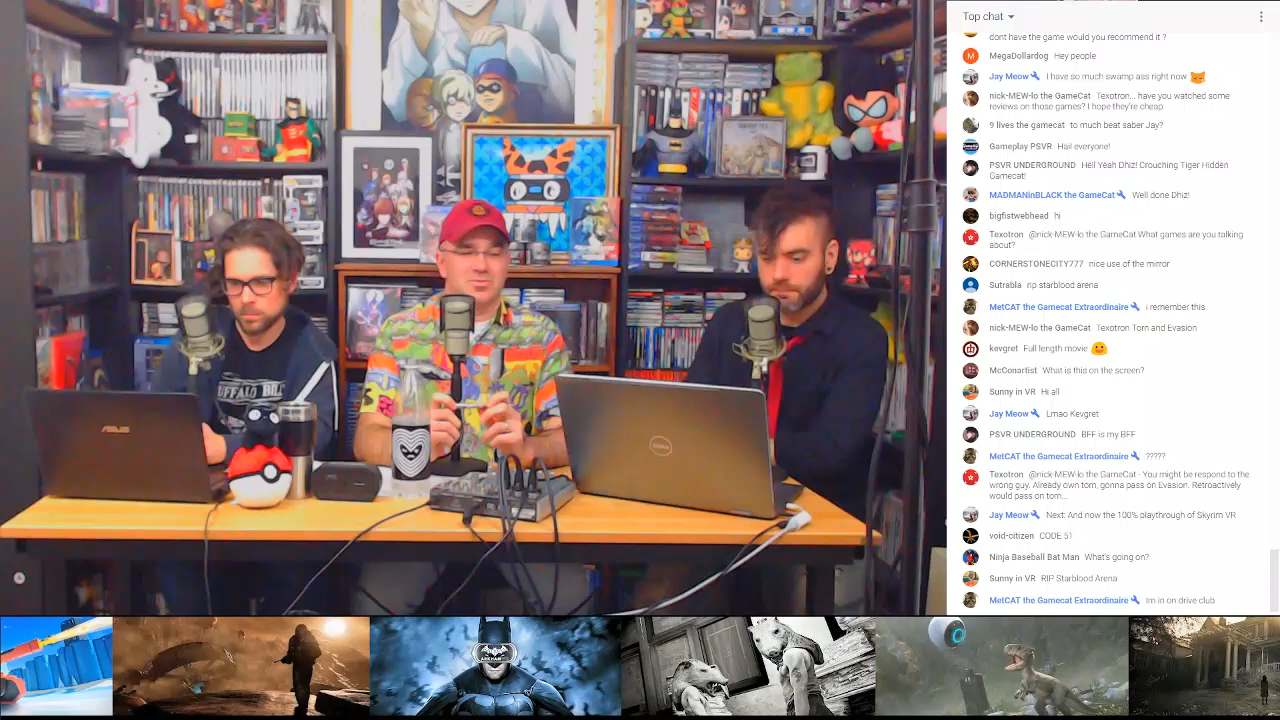 Top chat
dont have the game would you recommend it ?
MegaDollardog Hey people
Jay Meow I have so much swamp ass right now
nick-MEW-lo the GameCat Texotron... have you watched some
reviews on those games? I hope they're cheap
9 lives the gamecat to much beat saber Jay?
Gameplay PSVR Hail everyone!
PSVR UNDERGROUND Hell Yeah Dhiz! Crouching Tiger Hidden
Gamecat!
MADMANinBLACK the GameCat Well done Dhiz!
bigfistwebhead hi
Texotron @nick-MEW-lo the GameCat What games are you talking
about?
CORNERSTONECITY777 nice use of the mirror
Sutrabla rip starblood arena
MetCAT the Gamecat Extraordinaire i remember this
nick-MEW-lo the GameCat Texotron Torn and Evasion
kevgret Full length movie
McConartist What is this on the screen?
Sunny in VR Hi all
Jay Meow Lmao Kevgret
PSVR UNDERGROUND BFF is my BFF
MetCAT the Gamecat Extraordinaire ?????
Texotron @nick-MEW-lo the GameCat - You might be respond to the
wrong guy. Already own torn, gonna pass on Evasion. Retroactively
would pass on torn...
Jay Meow Next: And now the 100% playthrough of Skyrim VR
void-citizen CODE 51
Ninja Baseball Bat Man What's going on?
Sunny in VR RIP Starblood Arena
MetCAT the Gamecat Extraordinaire Im in on drive club
ASUS
DELL
ARKHAM